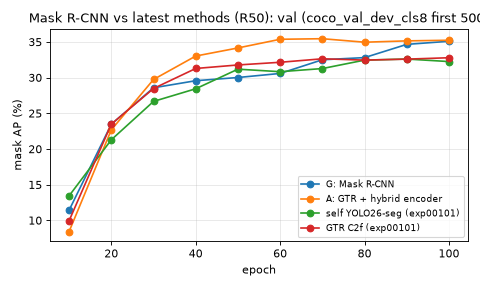 Mask R-CNN vs latest methods (R50): val (coco_val_dev_cls8 first 500
mask AP (%)
35
30
25
20
15
10
G: Mask R-CNN
A: GTR + hybrid encoder
self YOLO26-seg (exp00101)
GTR C2f (exp00101)
20 40 60 80 100
epoch